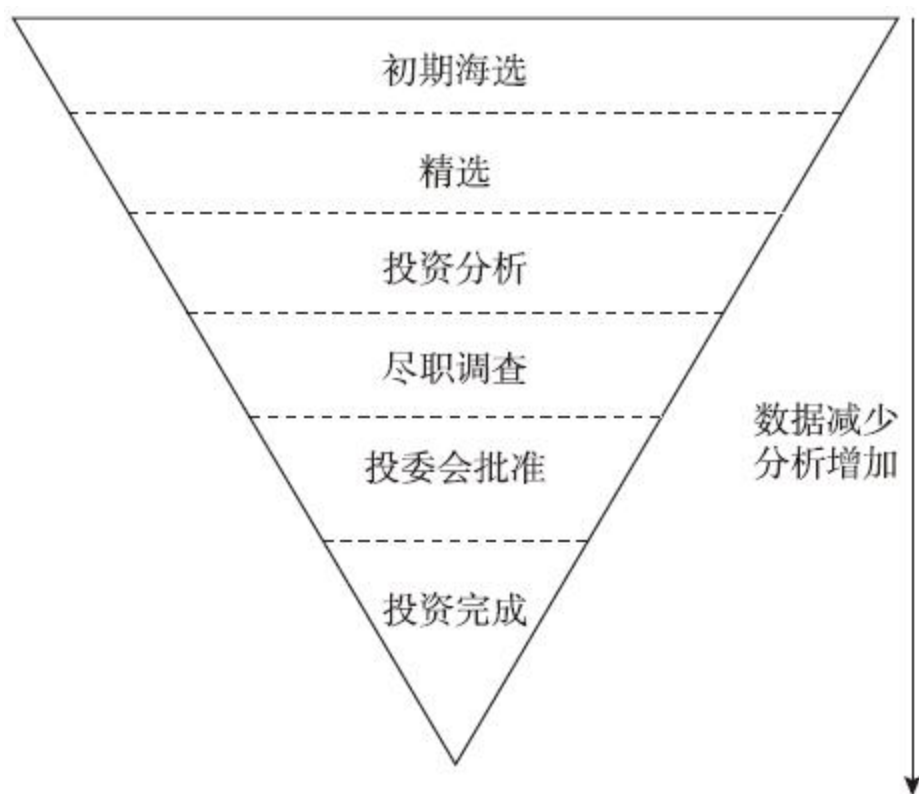 初期海选
精选
投资分析
尽职调查
投委会批准
投资完成
数据减少
分析增加